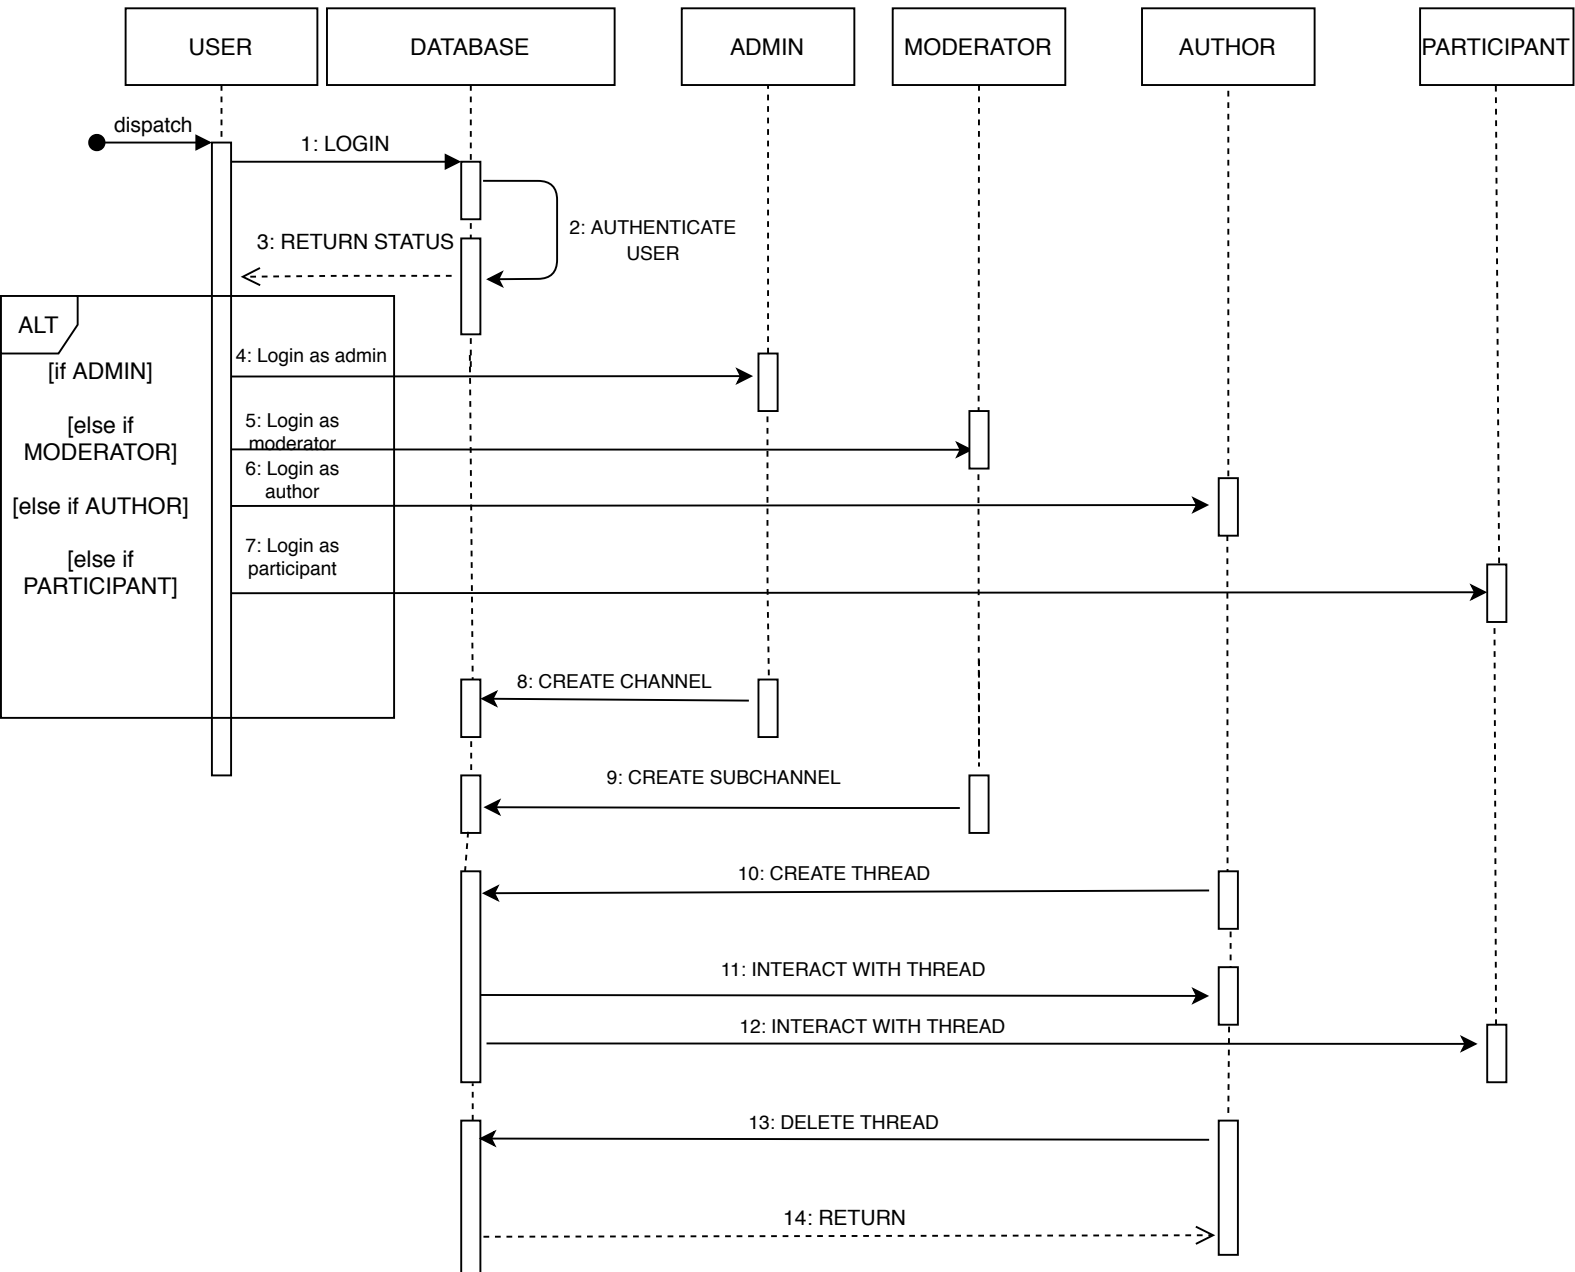 USER
DATABASE
ADMIN
MODERATOR
AUTHOR
PARTICIPANT
dispatch
1: LOGIN
2: AUTHENTICATE
USER
3: RETURN STATUS
ALT
[if ADMIN]
4: Login as admin
[else if
MODERATOR]
5: Login as
moderator
[else if AUTHOR]
6: Login as
author
[else if
PARTICIPANT]
7: Login as
participant
8: CREATE CHANNEL
9: CREATE SUBCHANNEL
10: CREATE THREAD
11: INTERACT WITH THREAD
12: INTERACT WITH THREAD
13: DELETE THREAD
14: RETURN